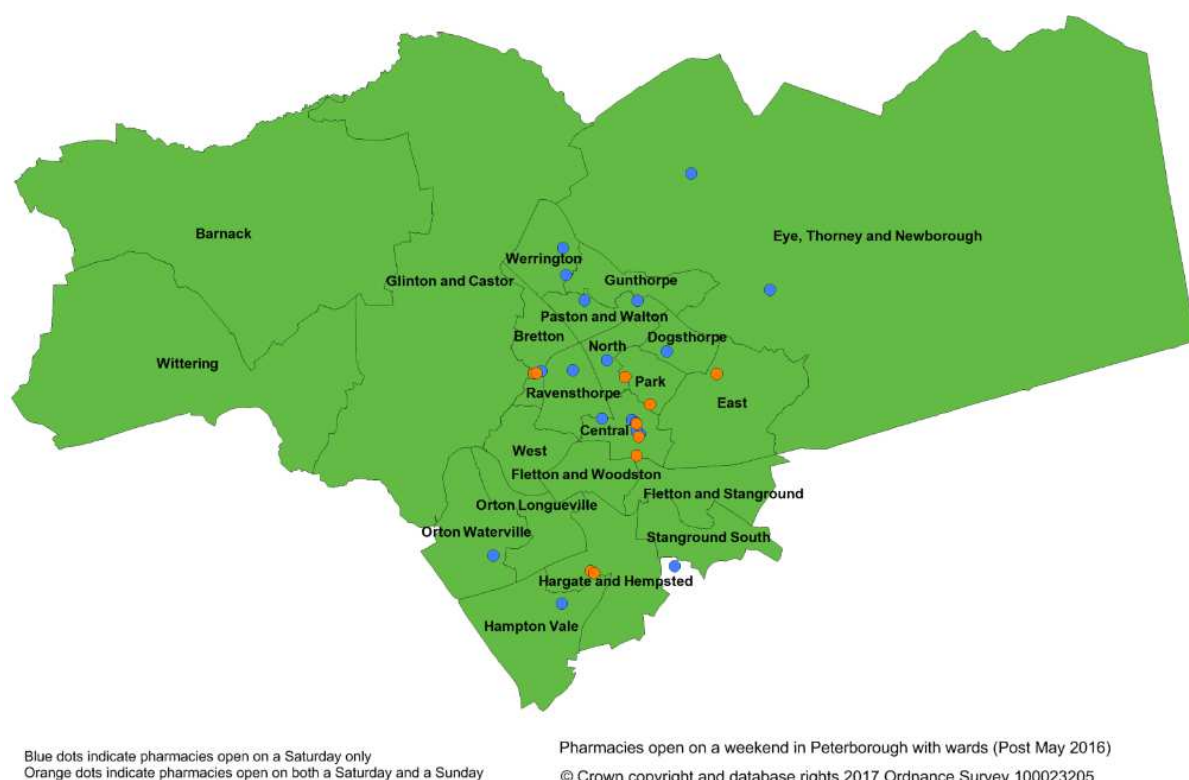 Barnack
Eye, Thorney and Newborough
Werrington
Glinton and Castor
Gunthorpe
Paston and Walton
Bretton
Dogsthorpe
North
Wittering
Park
Ravensthorpe
East
Central
West
Fletton and Woodston
Fletton and Stanground
Orton Longueville
Orton Waterville
Stanground South
Hargate and Hempsted
Hampton Vale
Blue dots indicate pharmacies open on a Saturday only
Orange dots indicate pharmacies open on both a Saturday and a Sunday
Pharmacies open on a weekend in Peterborough with wards (Post May 2016)
© Crown copyright and database rights 2017 Ordnance Survey 100023205